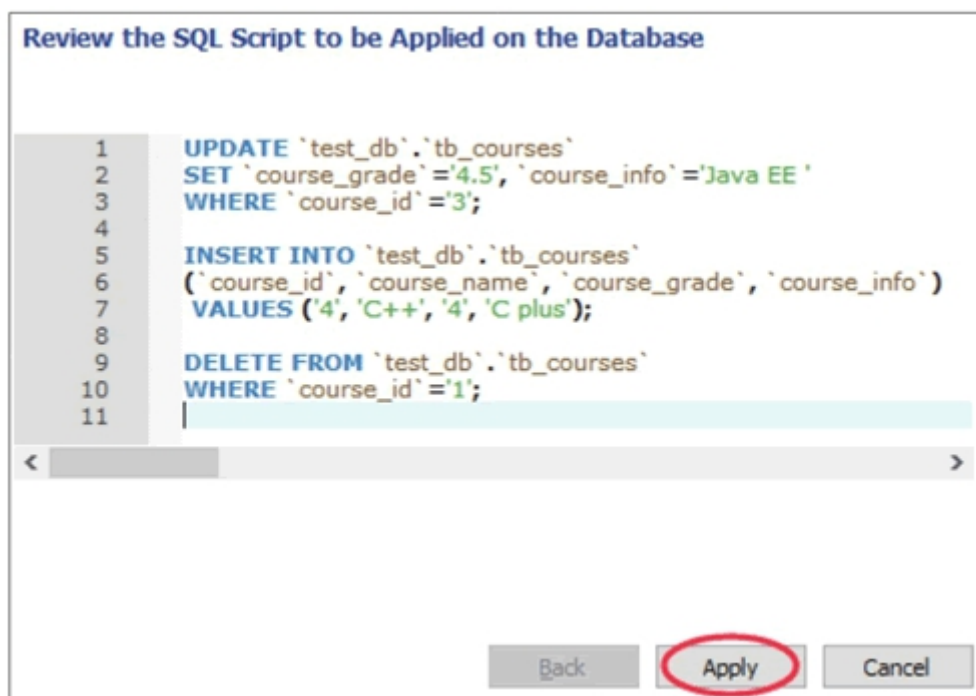 Review the SQL Script to be Applied on the Database
1 UPDATE `test_db`.`tb_courses`
2 SET `course_grade`='4.5', `course_info`='Java EE '
3 WHERE `course_id`='3';
4
5 INSERT INTO `test_db`.`tb_courses`
6 (`course_id`, `course_name`, `course_grade`, `course_info`)
7 VALUES ('4', 'C++', '4', 'C plus');
8
9 DELETE FROM `test_db`.`tb_courses`
10 WHERE `course_id`='1';
11
Back Apply Cancel